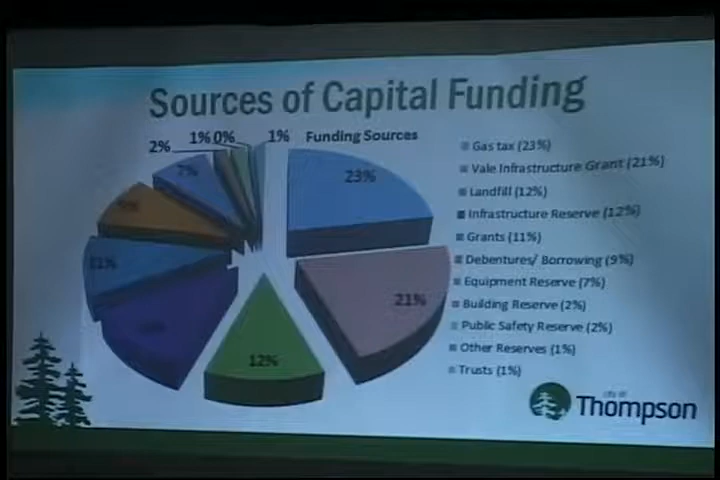 Sources of Capital Funding
2% 1% 0% 1% Funding Sources
7%
23%
11%
21%
12%
Gas tax (23%)
Vale Infrastructure Grant (21%)
Landfill (12%)
Infrastructure Reserve (12%)
Grants (11%)
Debentures/ Borrowing (9%)
Equipment Reserve (7%)
Building Reserve (2%)
Public Safety Reserve (2%)
Other Reserves (1%)
Trusts (1%)
Thompson